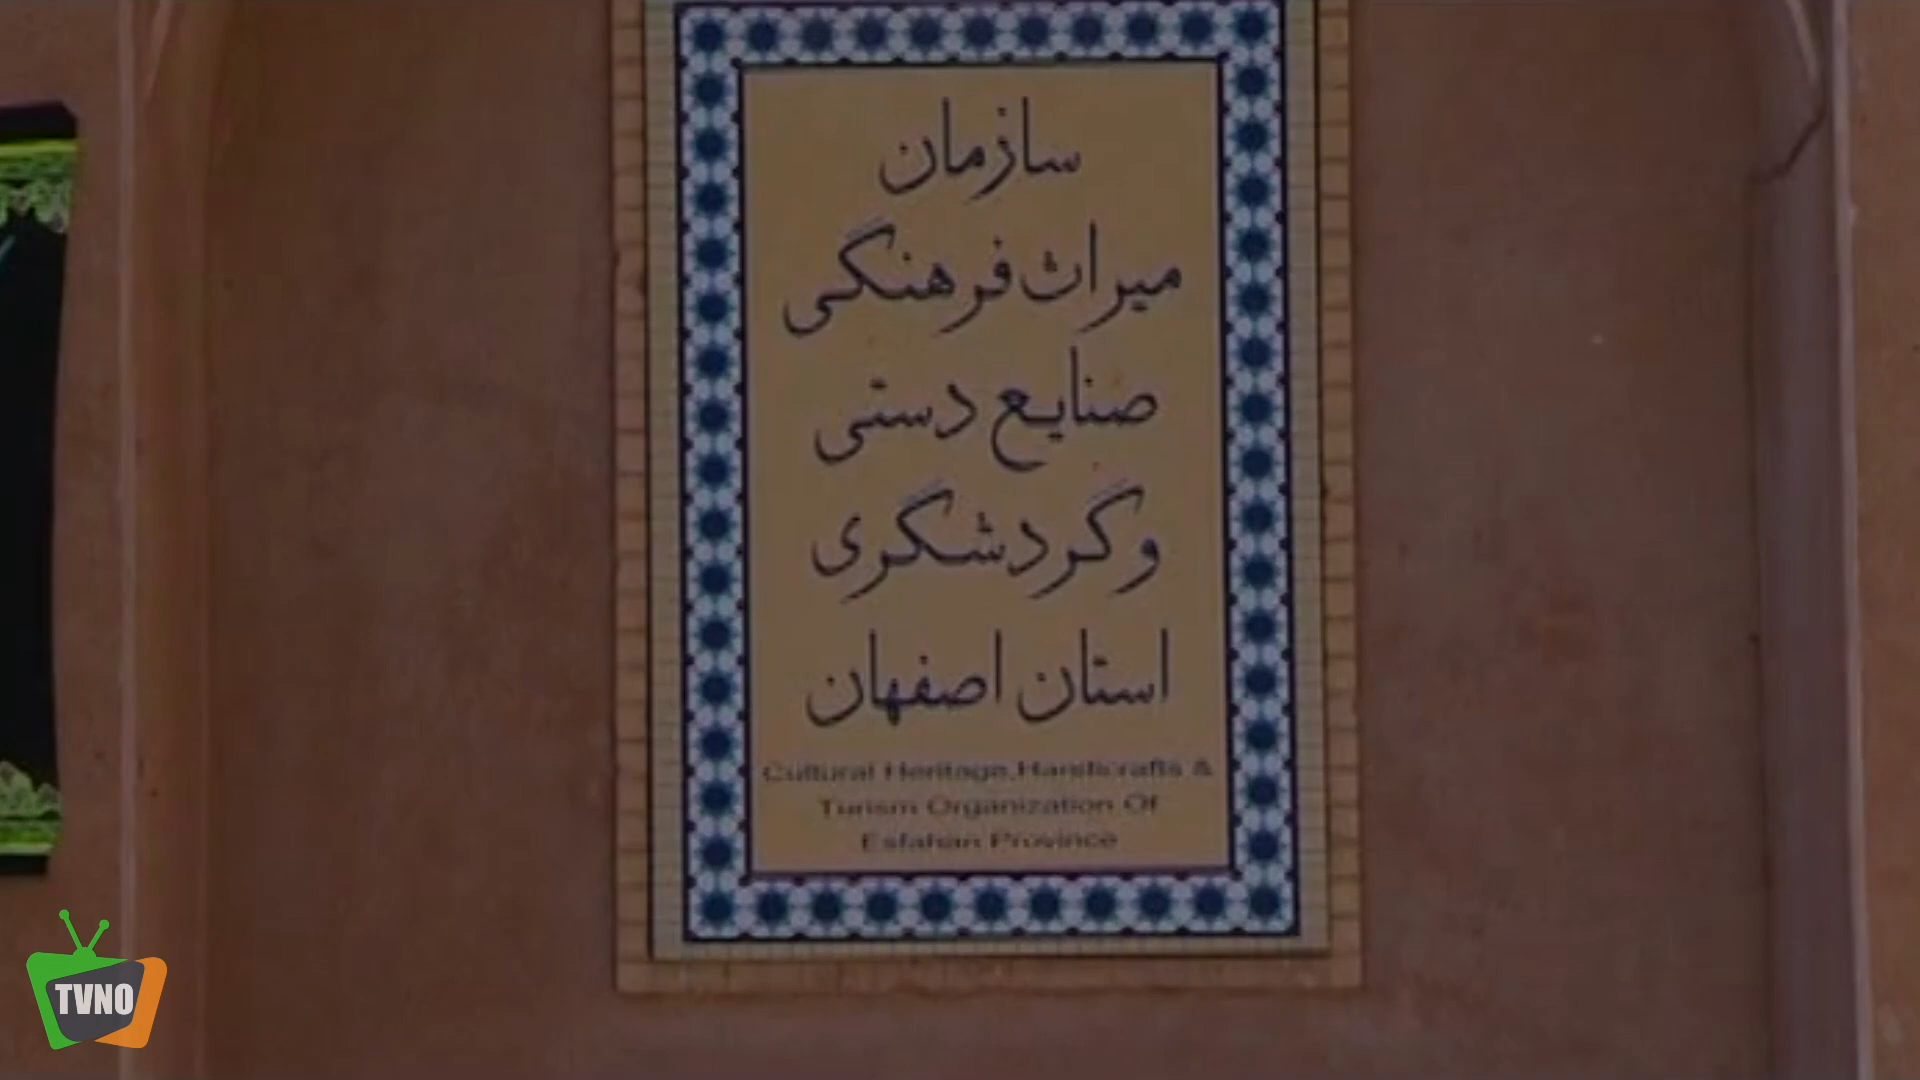 سازمان
میراث فرهنگی
صنایع دستی
و گردشگری
استان اصفهان
Cultural Heritage,Handicrafts &
Turism Organization Of
Esfahan Province
TVNO